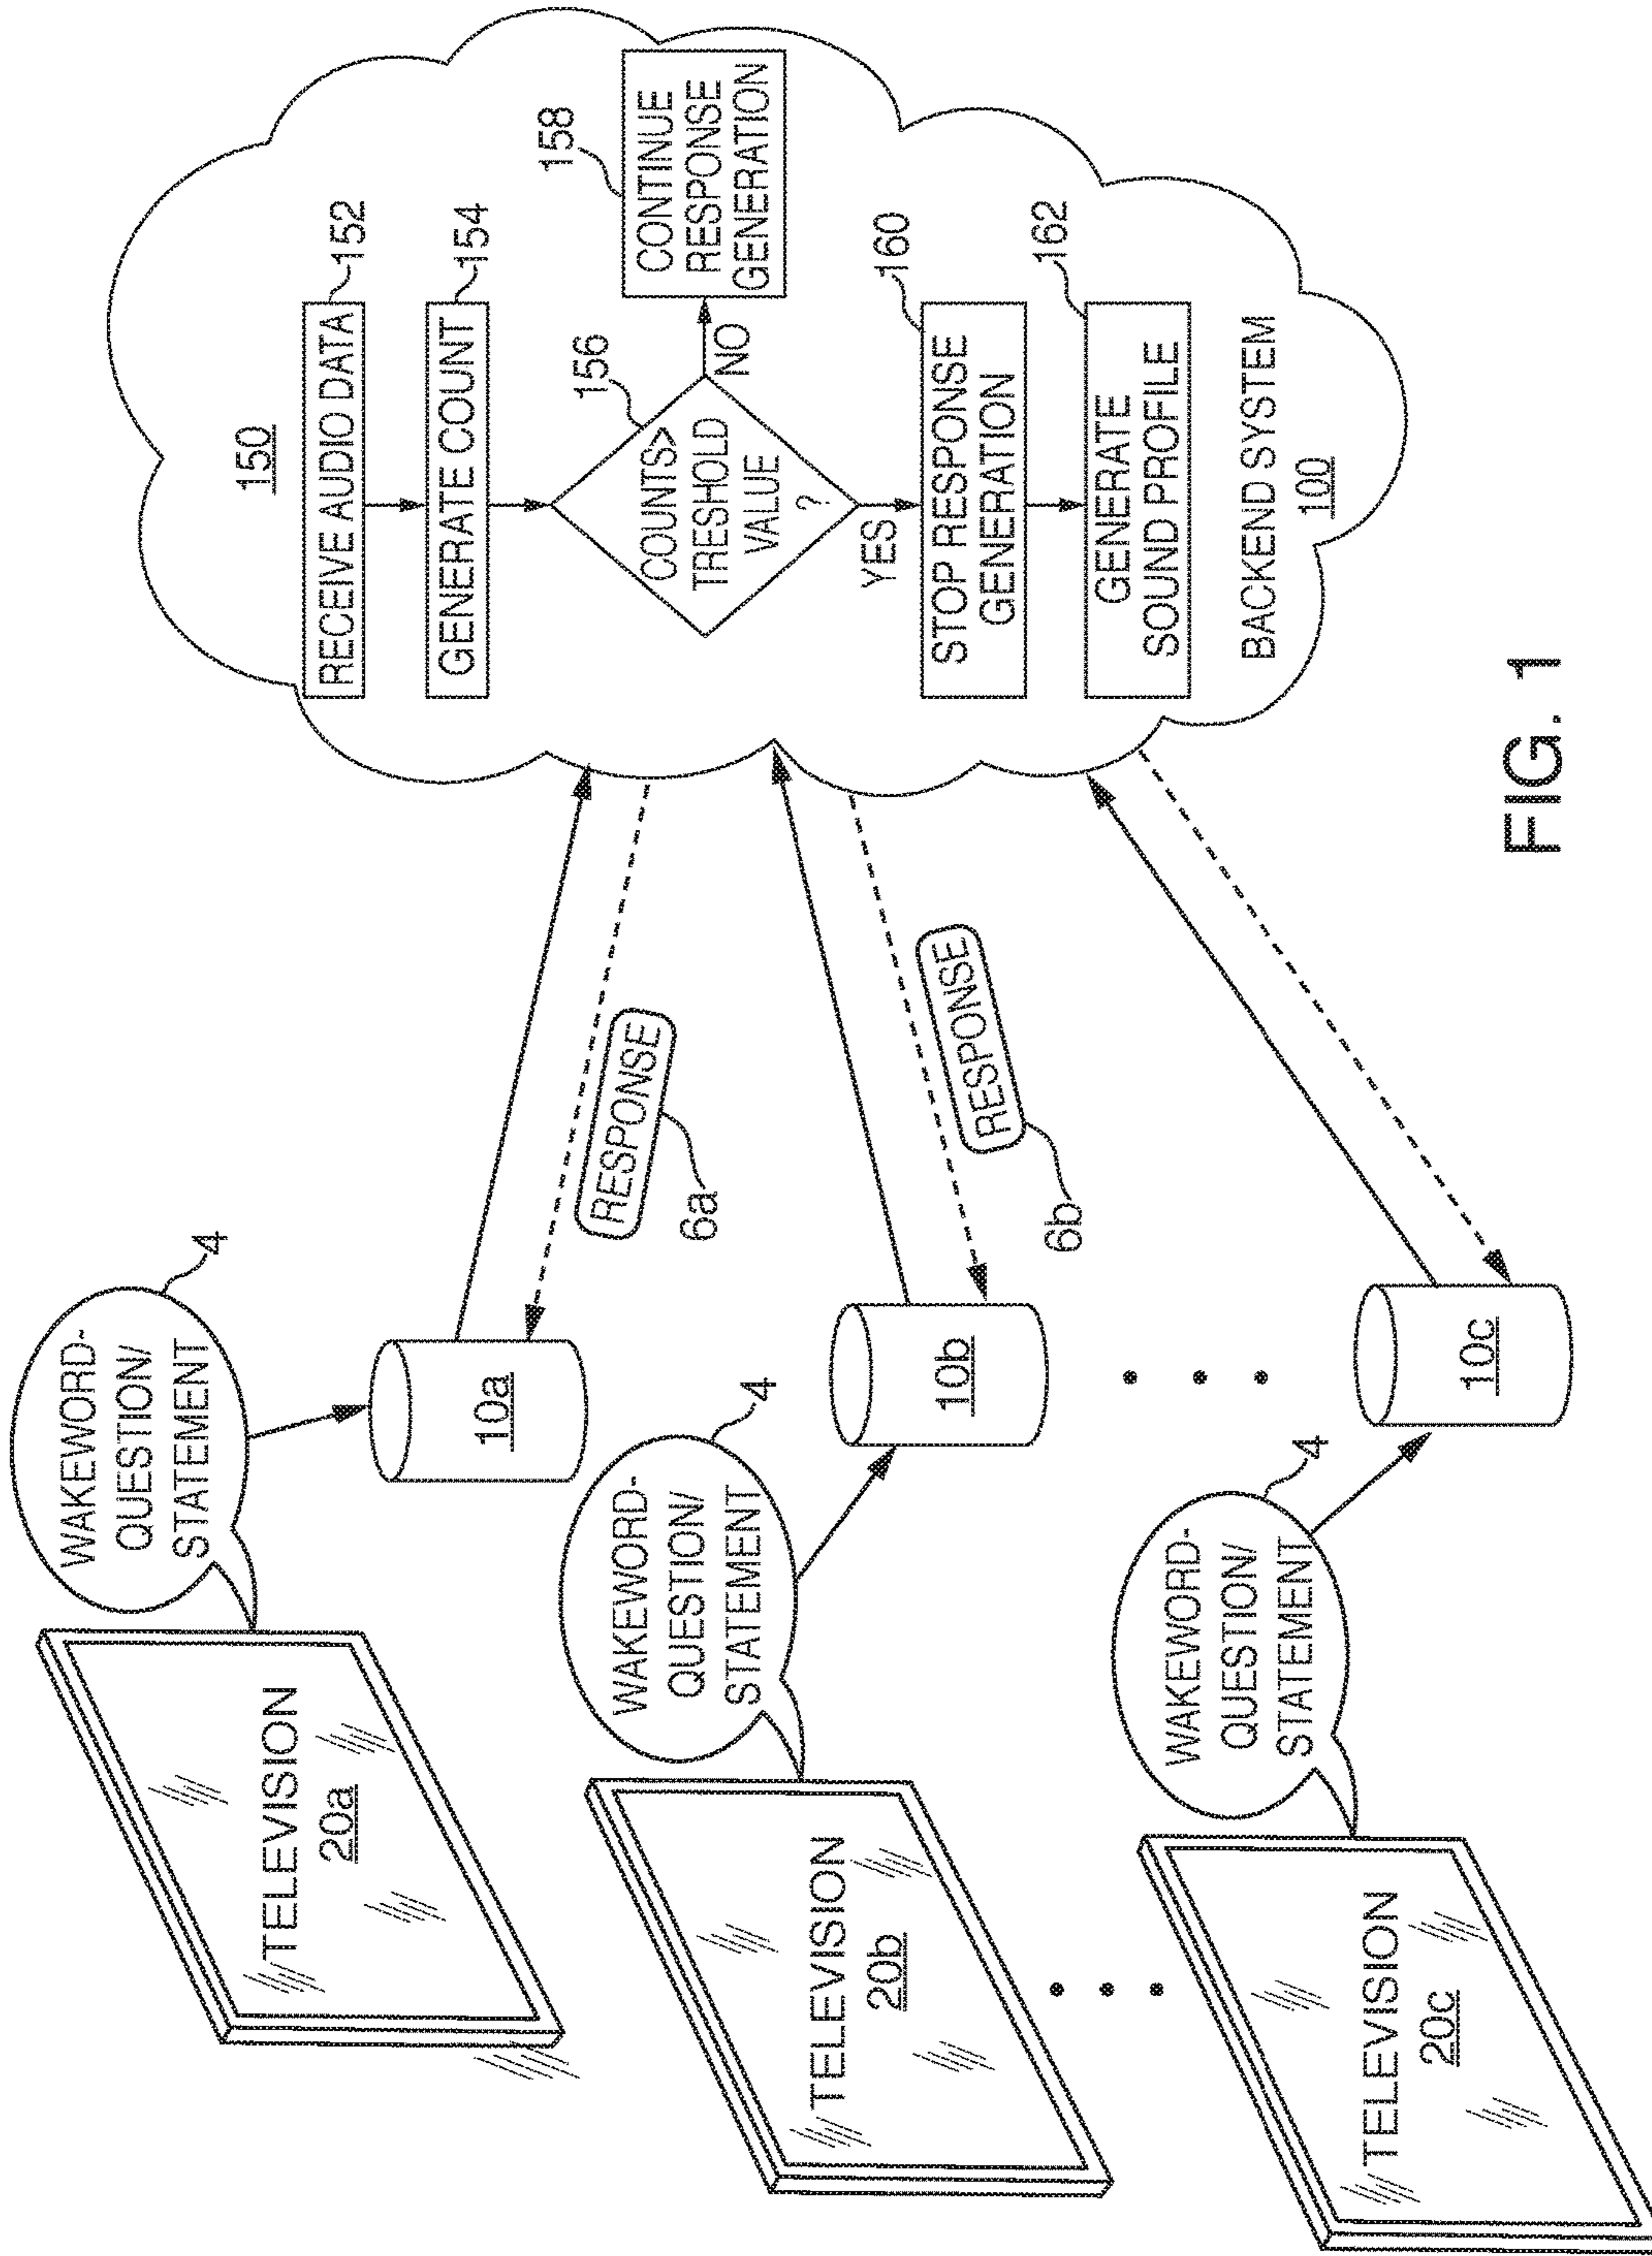 WAKEWORD-
QUESTION/
STATEMENT
4
TELEVISION
20a
10a
RESPONSE
6a
WAKEWORD-
QUESTION/
STATEMENT
4
TELEVISION
20b
10b
RESPONSE
6b
WAKEWORD-
QUESTION/
STATEMENT
4
TELEVISION
20c
10c
150
RECEIVE AUDIO DATA
152
GENERATE COUNT
154
COUNTS>
TRESHOLD
VALUE
?
156
NO
CONTINUE
RESPONSE
GENERATION
158
YES
STOP RESPONSE
GENERATION
160
GENERATE
SOUND PROFILE
162
BACKEND SYSTEM
100
FIG. 1